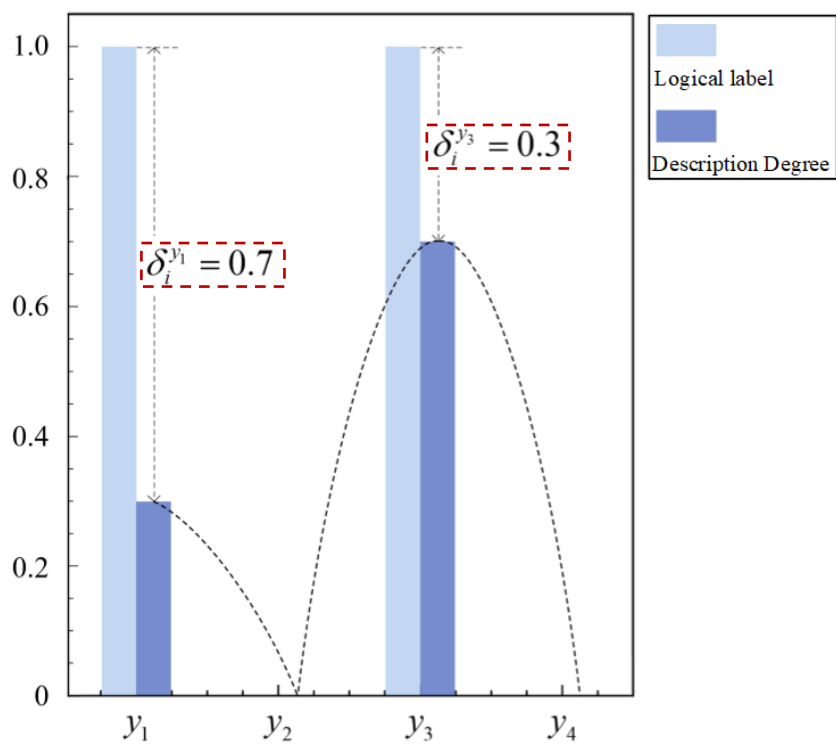 1.0
0.8
0.6
0.4
0.2
0
δ_i^{y_1} = 0.7
δ_i^{y_3} = 0.3
y_1 y_2 y_3 y_4
Logical label
Description Degree